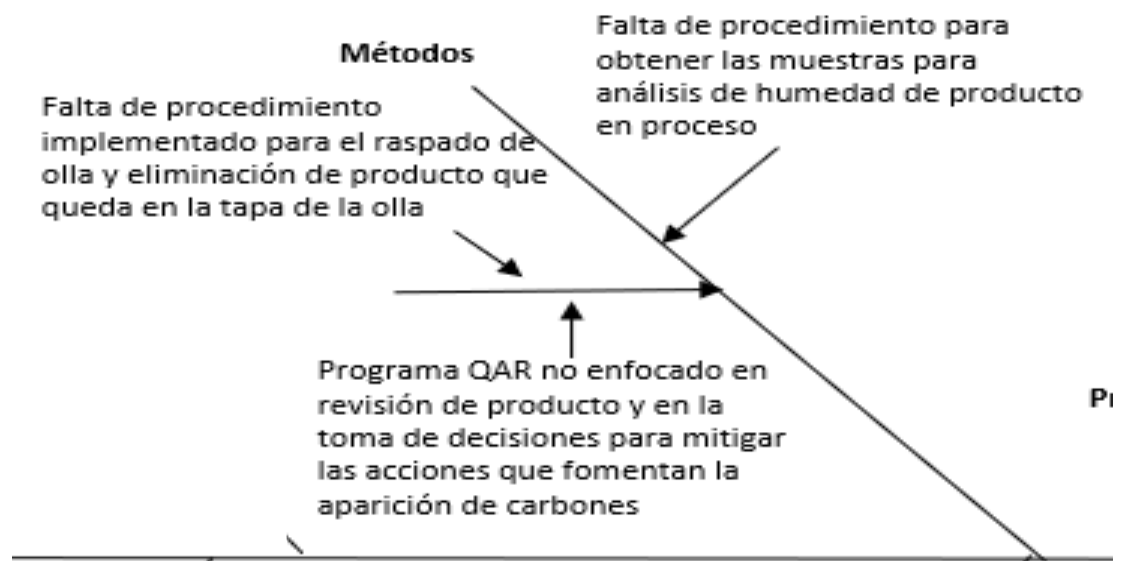 Métodos
Falta de procedimiento para
obtener las muestras para
análisis de humedad de producto
en proceso
Falta de procedimiento
implementado para el raspado de
olla y eliminación de producto que
queda en la tapa de la olla
Programa QAR no enfocado en
revisión de producto y en la
toma de decisiones para mitigar
las acciones que fomentan la
aparición de carbones